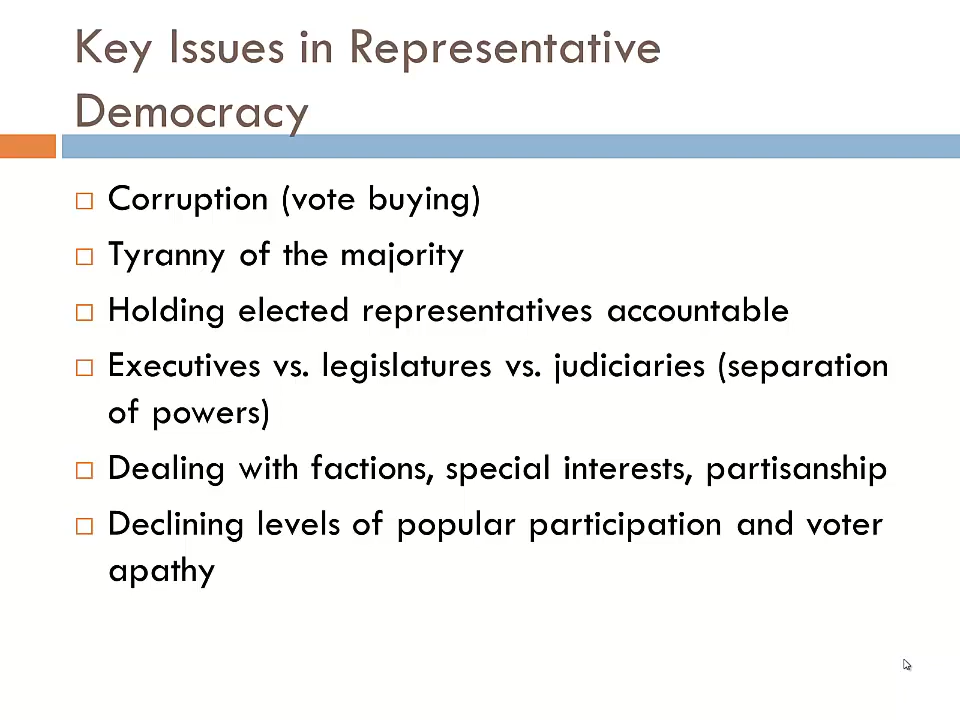 Key Issues in Representative
Democracy
Corruption (vote buying)
Tyranny of the majority
Holding elected representatives accountable
Executives vs. legislatures vs. judiciaries (separation
of powers)
Dealing with factions, special interests, partisanship
Declining levels of popular participation and voter
apathy